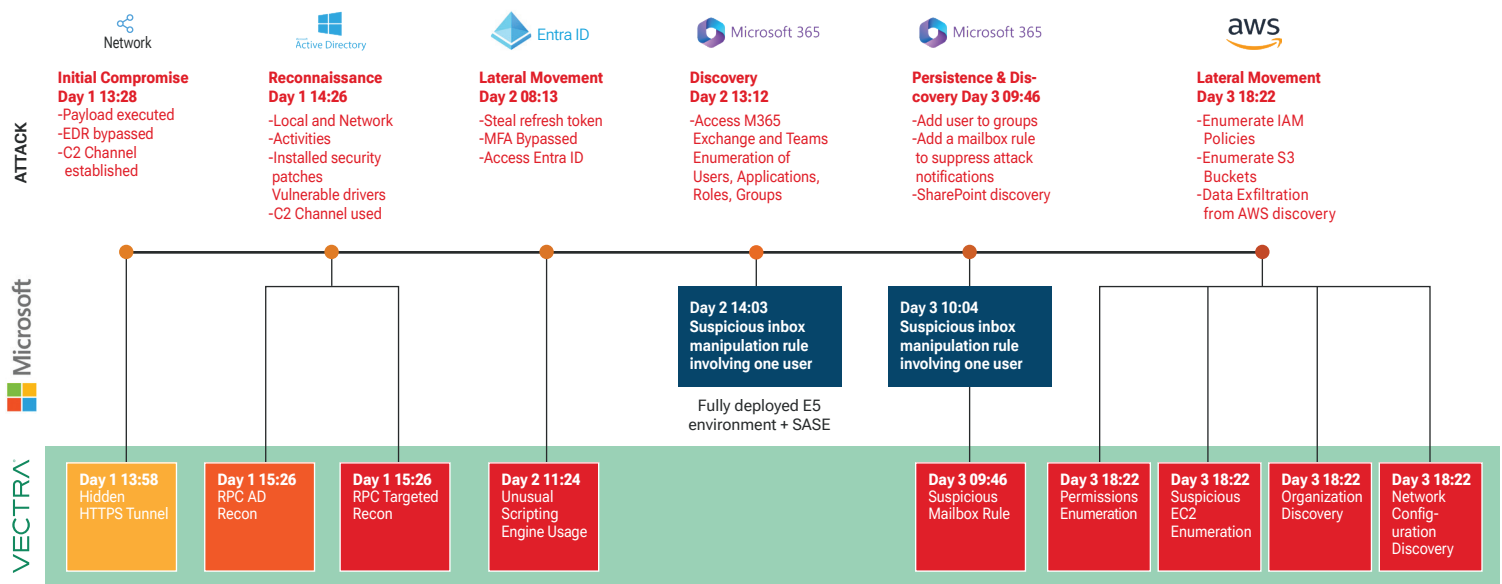 Network
Microsoft
Active Directory
Entra ID
Microsoft 365
Microsoft 365
aws
ATTACK
Initial Compromise
Day 1 13:28
-Payload executed
-EDR bypassed
-C2 Channel
established
Reconnaissance
Day 1 14:26
-Local and Network
-Activities
-Installed security
patches
Vulnerable drivers
-C2 Channel used
Lateral Movement
Day 2 08:13
-Steal refresh token
-MFA Bypassed
-Access Entra ID
Discovery
Day 2 13:12
-Access M365
Exchange and Teams
Enumeration of
Users, Applications,
Roles, Groups
Persistence & Dis-
covery Day 3 09:46
-Add user to groups
-Add a mailbox rule
to suppress attack
notifications
-SharePoint discovery
Lateral Movement
Day 3 18:22
-Enumerate IAM
Policies
-Enumerate S3
Buckets
-Data Exfiltration
from AWS discovery
Microsoft
Day 2 14:03
Suspicious inbox
manipulation rule
involving one user
Fully deployed E5
environment + SASE
Day 3 10:04
Suspicious inbox
manipulation rule
involving one user
VECTRA
Day 1 13:58
Hidden
HTTPS Tunnel
Day 1 15:26
RPC AD
Recon
Day 1 15:26
RPC Targeted
Recon
Day 2 11:24
Unusual
Scripting
Engine Usage
Day 3 09:46
Suspicious
Mailbox Rule
Day 3 18:22
Permissions
Enumeration
Day 3 18:22
Suspicious
EC2
Enumeration
Day 3 18:22
Organization
Discovery
Day 3 18:22
Network
Config-
uration
Discovery